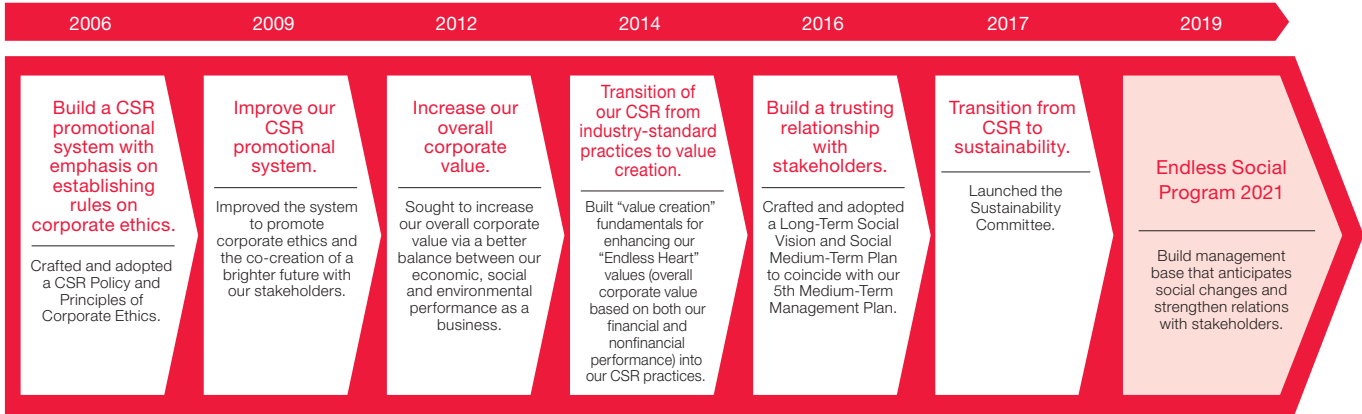 2006
2009
2012
2014
2016
2017
2019
Build a CSR
promotional
system with
emphasis on
establishing
rules on
corporate ethics.
Crafted and adopted
a CSR Policy and
Principles of
Corporate Ethics.
Improve our
CSR
promotional
system.
Improved the system
to promote
corporate ethics and
the co-creation of a
brighter future with
our stakeholders.
Increase our
overall
corporate
value.
Sought to increase
our overall corporate
value via a better
balance between our
economic, social
and environmental
performance as a
business.
Transition of
our CSR from
industry-standard
practices to value
creation.
Built “value creation”
fundamentals for
enhancing our
“Endless Heart”
values (overall
corporate value
based on both our
financial and
nonfinancial
performance) into
our CSR practices.
Build a trusting
relationship
with
stakeholders.
Crafted and adopted
a Long-Term Social
Vision and Social
Medium-Term Plan
to coincide with our
5th Medium-Term
Management Plan.
Transition from
CSR to
sustainability.
Launched the
Sustainability
Committee.
Endless Social
Program 2021
Build management
base that anticipates
social changes and
strengthen relations
with stakeholders.